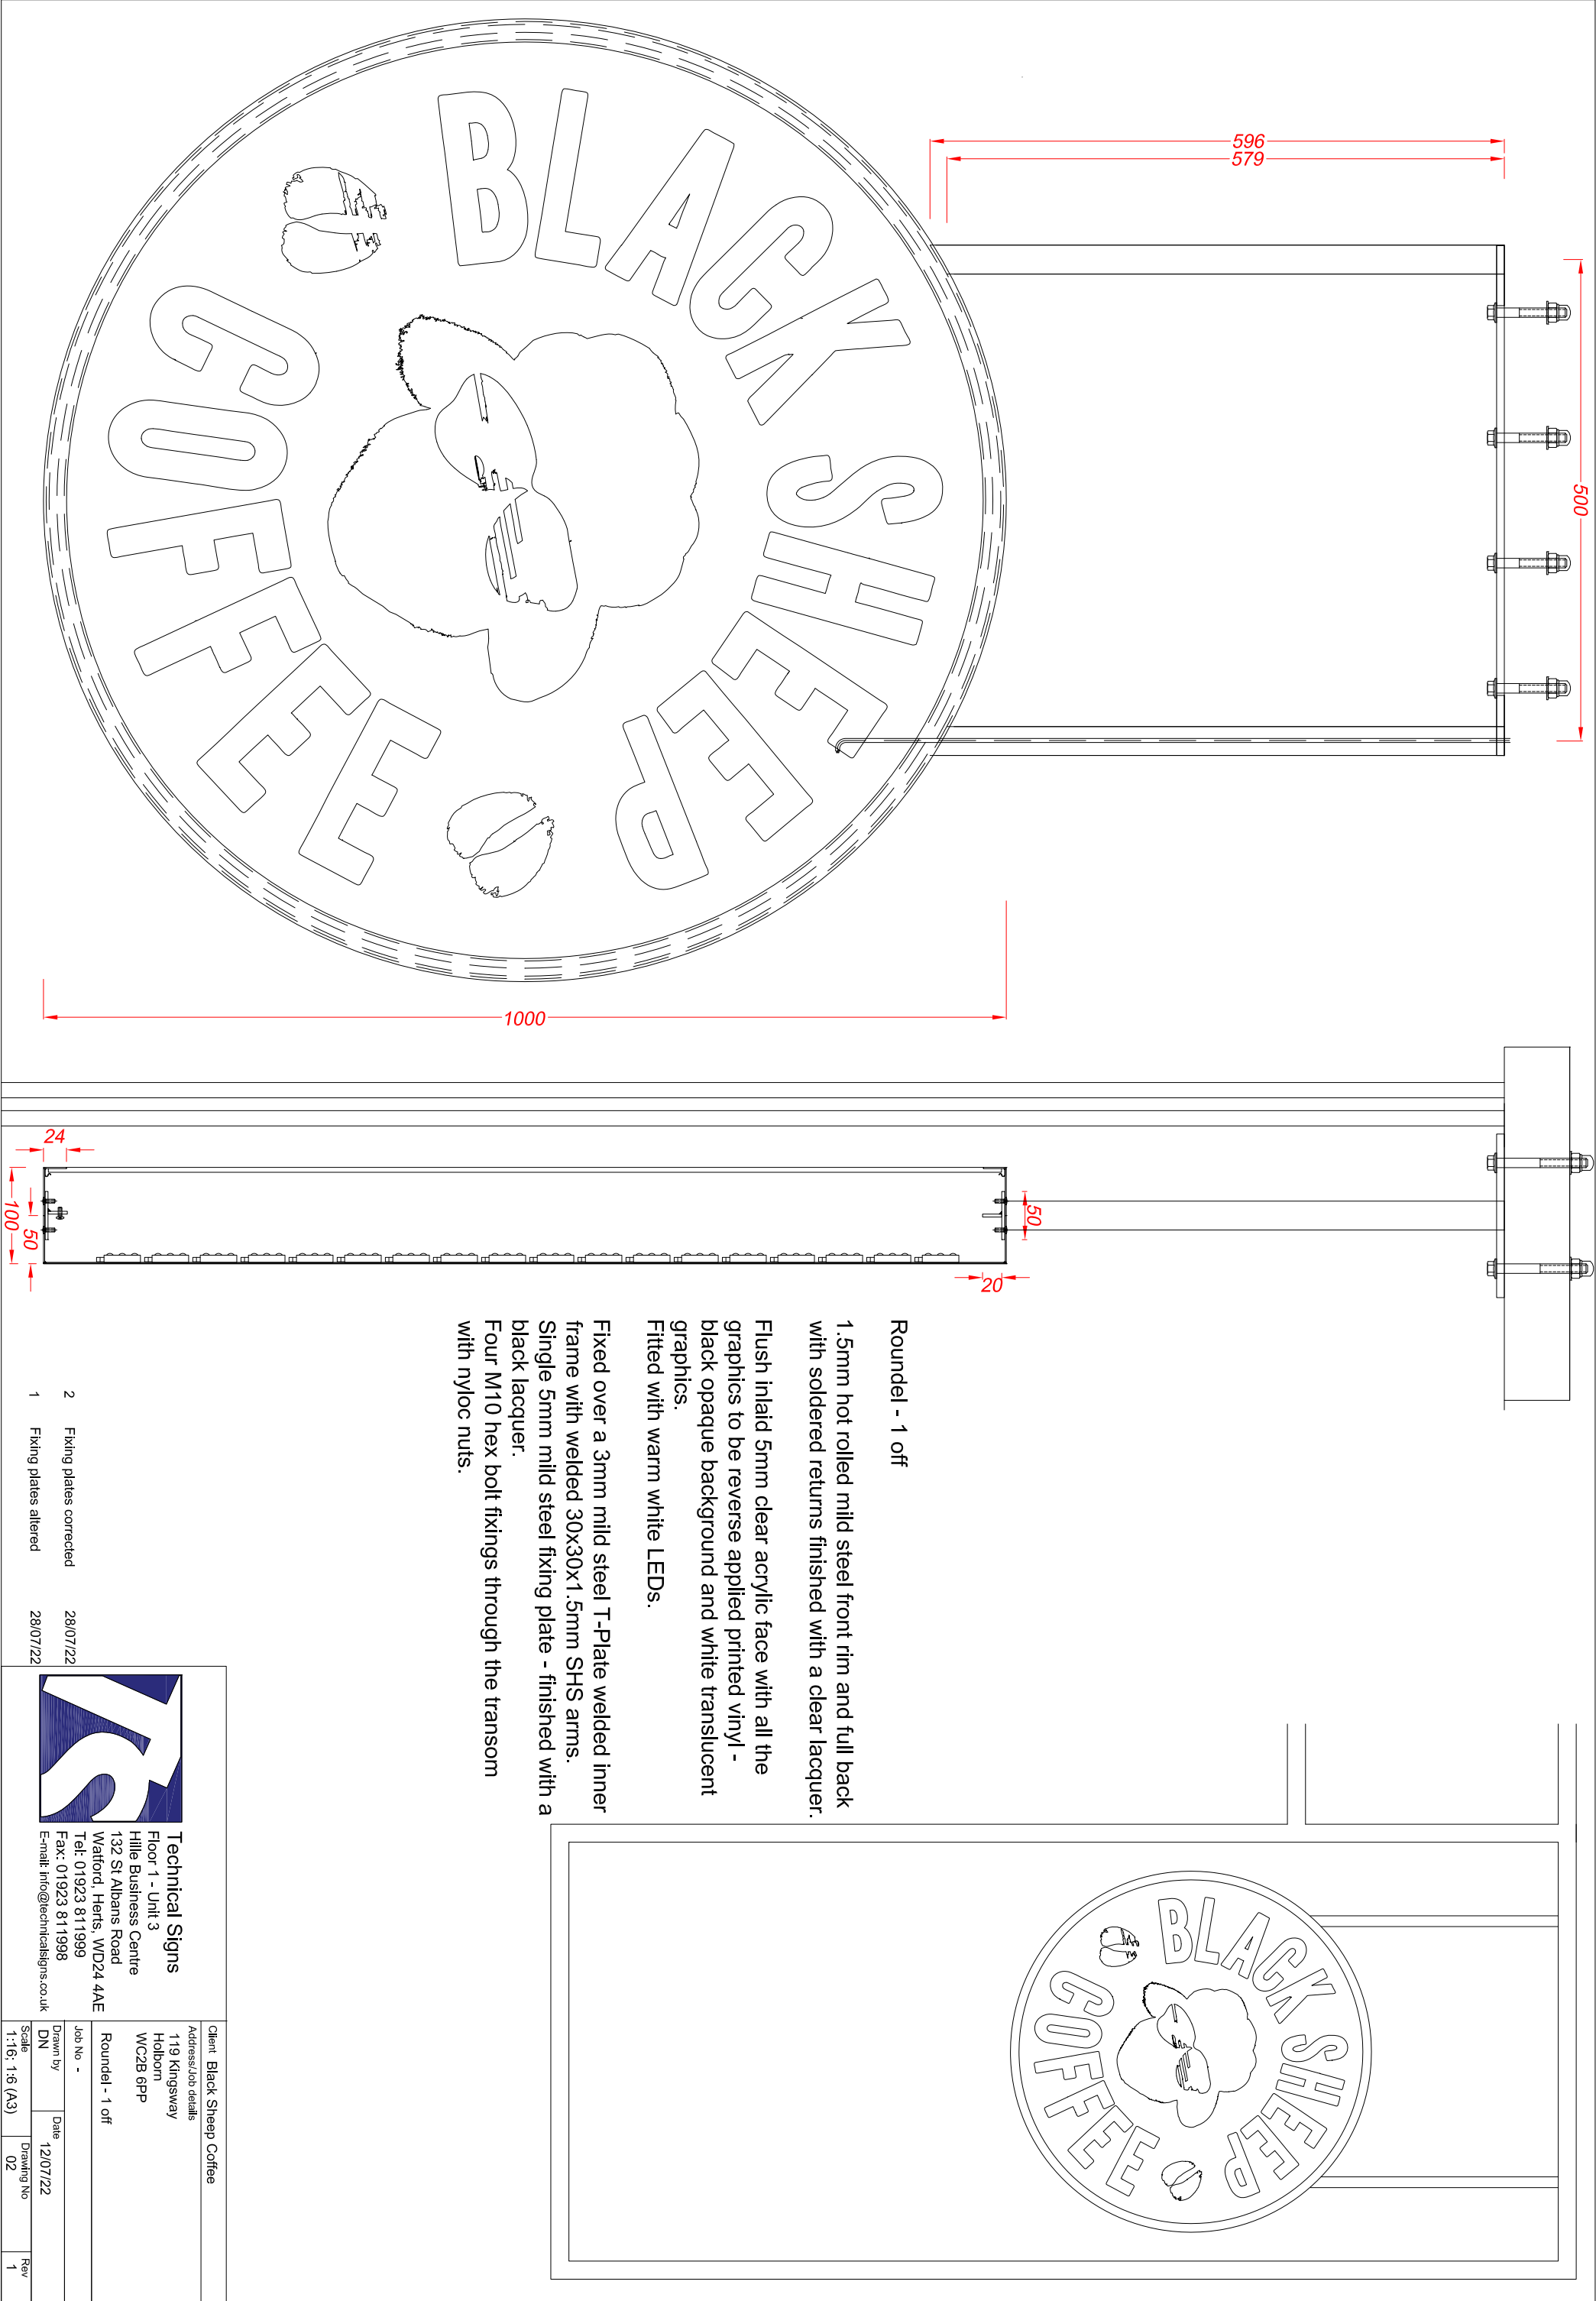 BLACK SHEEP
COFFEE
596
579
500
1000
24
100
50
50
20
Roundel - 1 off
1.5mm hot rolled mild steel front rim and full back
with soldered returns finished with a clear lacquer.
Flush inlaid 5mm clear acrylic face with all the
graphics to be reverse applied printed vinyl -
black opaque background and white translucent
graphics.
Fitted with warm white LEDs.
Fixed over a 3mm mild steel T-Plate welded inner
frame with welded 30x30x1.5mm SHS arms.
Single 5mm mild steel fixing plate - finished with a
black lacquer.
Four M10 hex bolt fixings through the transom
with nyloc nuts.
BLACK SHEEP
COFFEE
2 Fixing plates corrected 28/07/22
1 Fixing plates altered 28/07/22
Technical Signs
Floor 1 - Unit 3
Hille Business Centre
132 St Albans Road
Watford, Herts, WD24 4AE
Tel: 01923 811999
Fax: 01923 811998
E-mail: info@technicalsigns.co.uk
Client Black Sheep Coffee
Address/Job details
119 Kingsway
Holborn
WC2B 6PP
Roundel - 1 off
Job No -
Drawn by DN
Date 12/07/22
Scale 1:16; 1:6 (A3)
Drawing No 02
Rev 1